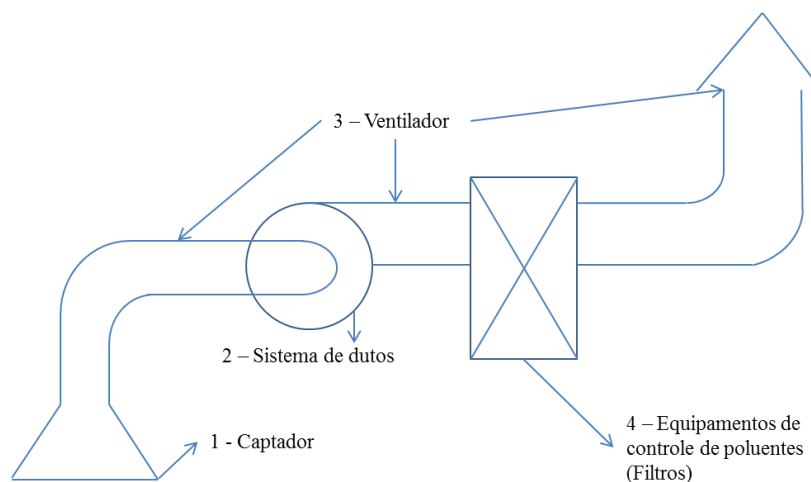 3 – Ventilador
2 – Sistema de dutos
1 - Captador
4 – Equipamentos de
controle de poluentes
(Filtros)